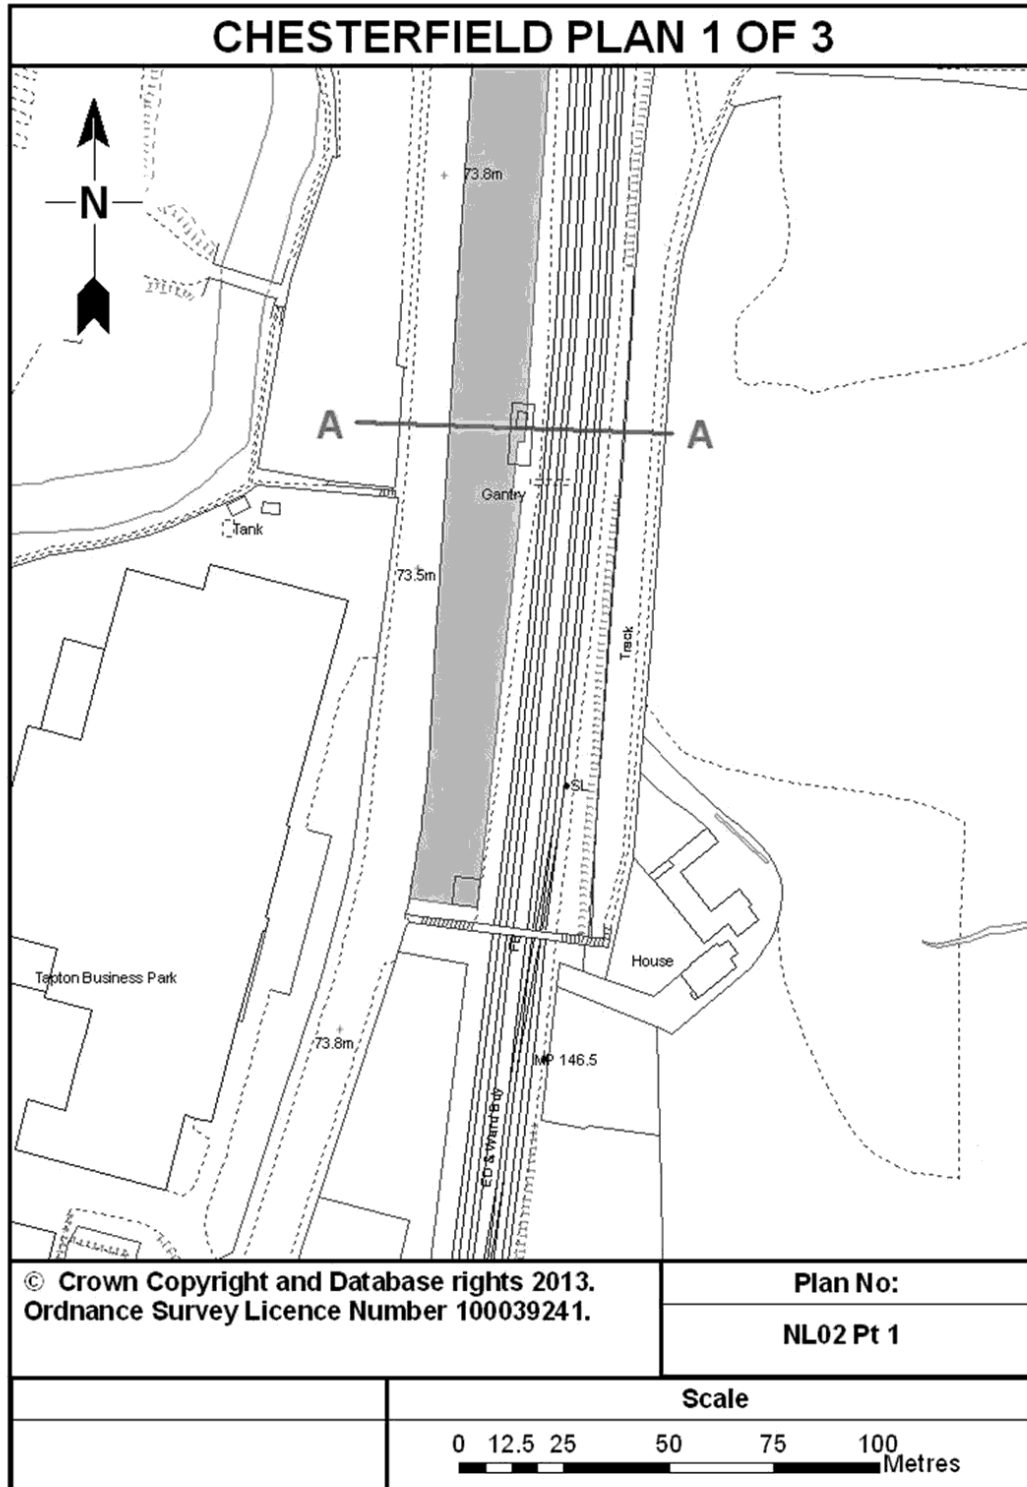 CHESTERFIELD PLAN 1 OF 3
N
73.8m
A
A
Gantry
Tank
73.5m
Track
SL
FB
House
Tapton Business Park
73.8m
MP 146.5
ED & Ward Bdy
© Crown Copyright and Database rights 2013.
Ordnance Survey Licence Number 100039241.
Plan No:
NL02 Pt 1
Scale
0 12.5 25 50 75 100
Metres